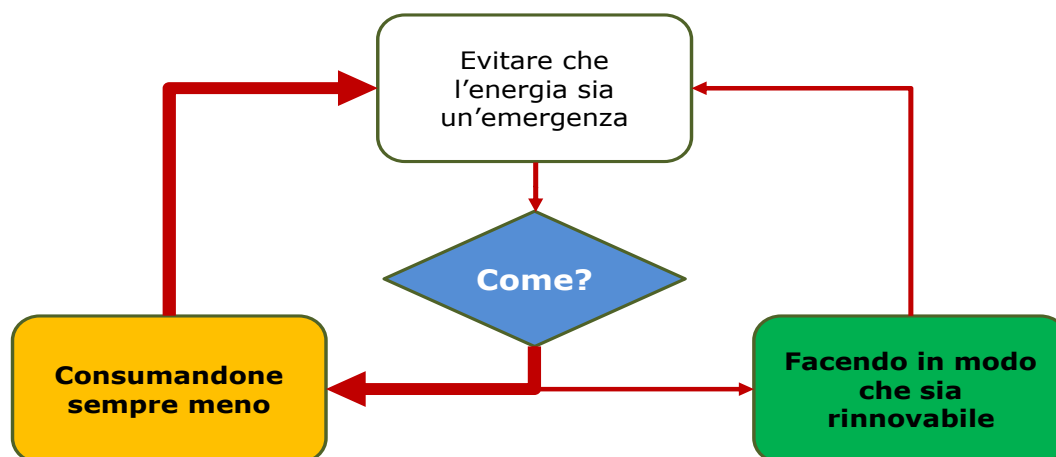 Evitare che
l’energia sia
un’emergenza
Come?
Consumandone
sempre meno
Facendo in modo
che sia
rinnovabile